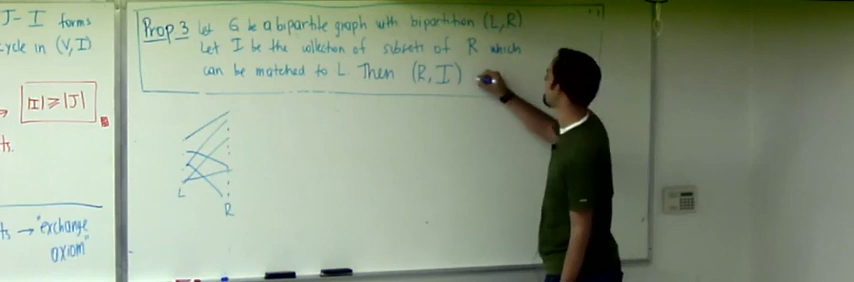 J - I forms
cycle in (V, I)
|I| ≥ |J|
ts.
ts → "exchange
axiom"
Prop 3 Let G be a bipartite graph with bipartition (L, R)
Let I be the collection of subsets of R which
can be matched to L. Then (R, I)
L
R